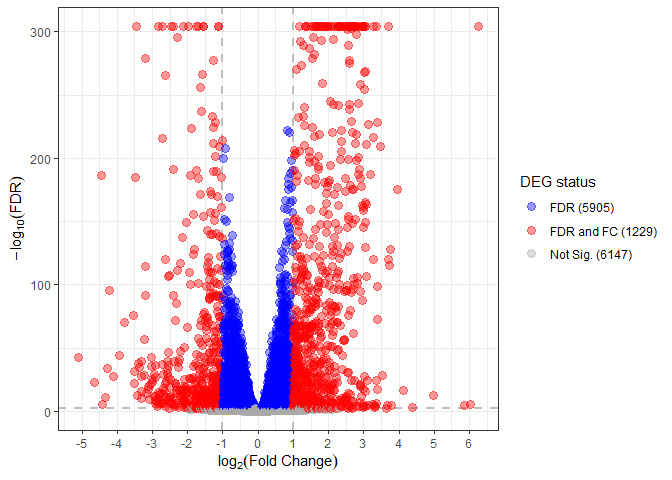 300
200
100
0
−log₁₀(FDR)
-5 -4 -3 -2 -1 0 1 2 3 4 5 6
log₂(Fold Change)
DEG status
FDR (5905)
FDR and FC (1229)
Not Sig. (6147)